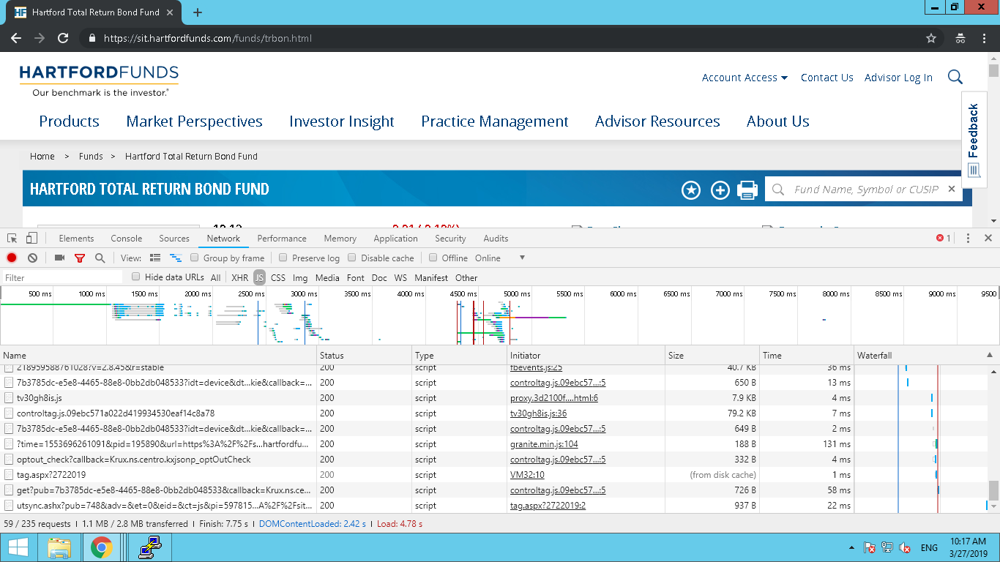 HF Hartford Total Return Bond Fund
https://sit.hartfordfunds.com/funds/trbon.html
HARTFORDFUNDS
Our benchmark is the investor.®
Account Access Contact Us Advisor Log In
Products Market Perspectives Investor Insight Practice Management Advisor Resources About Us
Feedback
Home > Funds > Hartford Total Return Bond Fund
HARTFORD TOTAL RETURN BOND FUND
Fund Name, Symbol or CUSIP
Elements Console Sources Network Performance Memory Application Security Audits 1
View: Group by frame Preserve log Disable cache Offline Online
Filter Hide data URLs All XHR JS CSS Img Media Font Doc WS Manifest Other
500 ms 1000 ms 1500 ms 2000 ms 2500 ms 3000 ms 3500 ms 4000 ms 4500 ms 5000 ms 5500 ms 6000 ms 6500 ms 7000 ms 7500 ms 8000 ms 8500 ms 9000 ms 9500
Name Status Type Initiator Size Time Waterfall
218959588761028?v=2.8.45&r=stable 200 script fbevents.js:25 40.7 KB 36 ms
7b3785dc-e5e8-4465-88e8-0bb2db048533?idt=device&dt...kie&callback=... 200 script controltag.js.09ebc57...:5 650 B 13 ms
tv30gh8is.js 200 script proxy.3d2100f....html:6 7.9 KB 4 ms
controltag.js.09ebc571a022d419934530eaf14c8a78 200 script tv30gh8is.js:36 79.2 KB 7 ms
7b3785dc-e5e8-4465-88e8-0bb2db048533?idt=device&dt...kie&callback=... 200 script controltag.js.09ebc57...:5 649 B 2 ms
?time=1553696261091&pid=195890&url=https%3A%2F%2Fs...hartfordfu... 200 script granite.min.js:104 188 B 131 ms
optout_check?callback=Krux.ns.centro.kxjsonp_optOutCheck 200 script controltag.js.09ebc57...:5 332 B 4 ms
tag.aspx?2722019 200 script VM32:10 (from disk cache) 1 ms
get?pub=7b3785dc-e5e8-4465-88e8-0bb2db048533&callback=Krux.ns.ce... 200 script controltag.js.09ebc57...:5 726 B 58 ms
utsync.ashx?pub=748&adv=&et=0&eid=&ct=js&pi=597815...A%2F%2Fsit... 200 script tag.aspx?2722019:2 937 B 22 ms
59 / 235 requests | 1.1 MB / 2.8 MB transferred | Finish: 7.75 s | DOMContentLoaded: 2.42 s | Load: 4.78 s
ENG
10:17 AM
3/27/2019